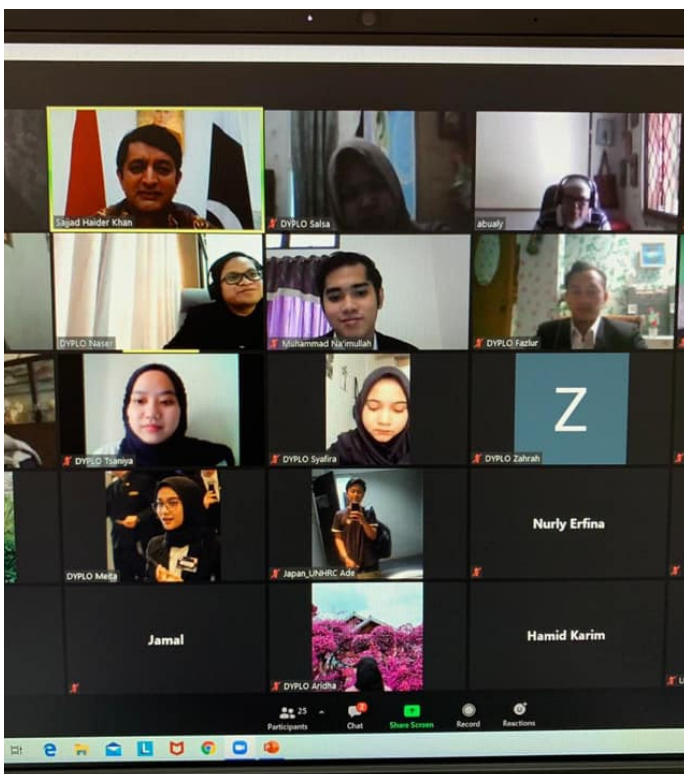 Sajjad Haider Khan
DYPLO Salsa
abualy
DYPLO Naser
Muhammad Na'imullah
DYPLO Fazlur
DYPLO Tsaniya
DYPLO Syafira
Z
DYPLO Zahrah
DYPLO Meita
Japan_UNHRC Ade
Nurly Erfina
Jamal
DYPLO Aridha
Hamid Karim
25
2
Participants
Chat
Share Screen
Record
Reactions